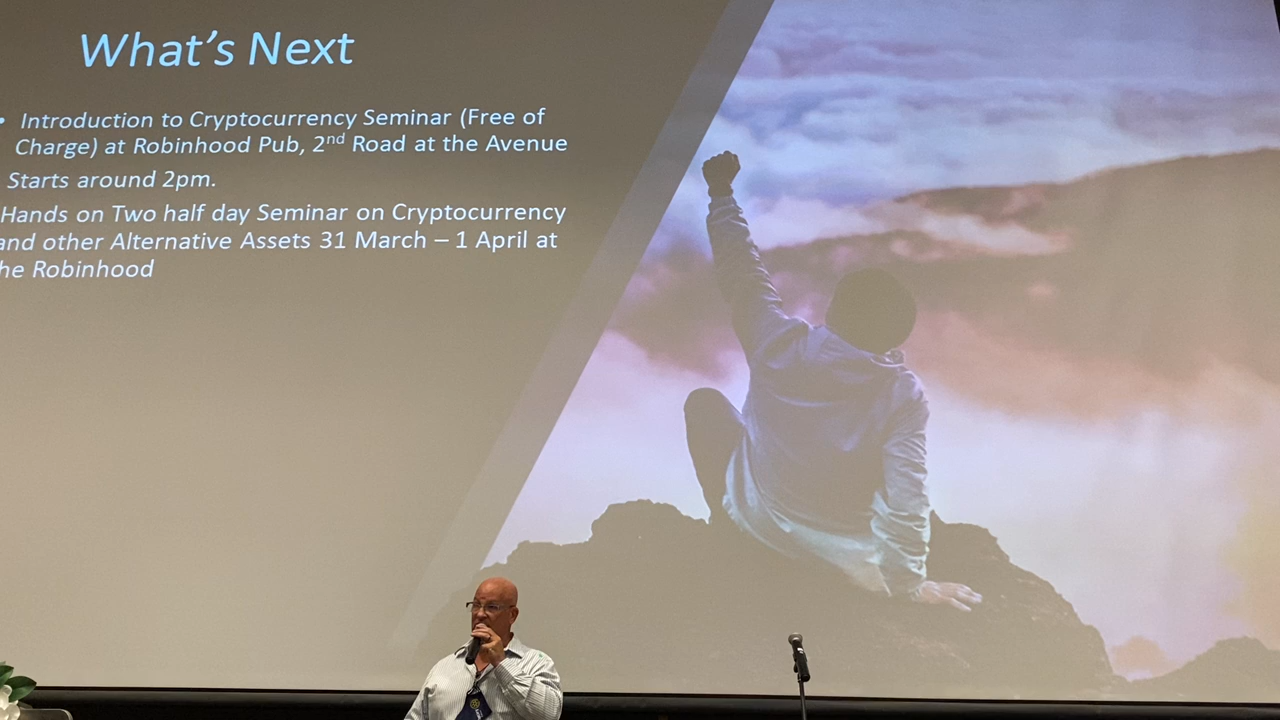 What's Next
• Introduction to Cryptocurrency Seminar (Free of
Charge) at Robinhood Pub, 2nd Road at the Avenue
Starts around 2pm.
Hands on Two half day Seminar on Cryptocurrency
and other Alternative Assets 31 March – 1 April at
he Robinhood